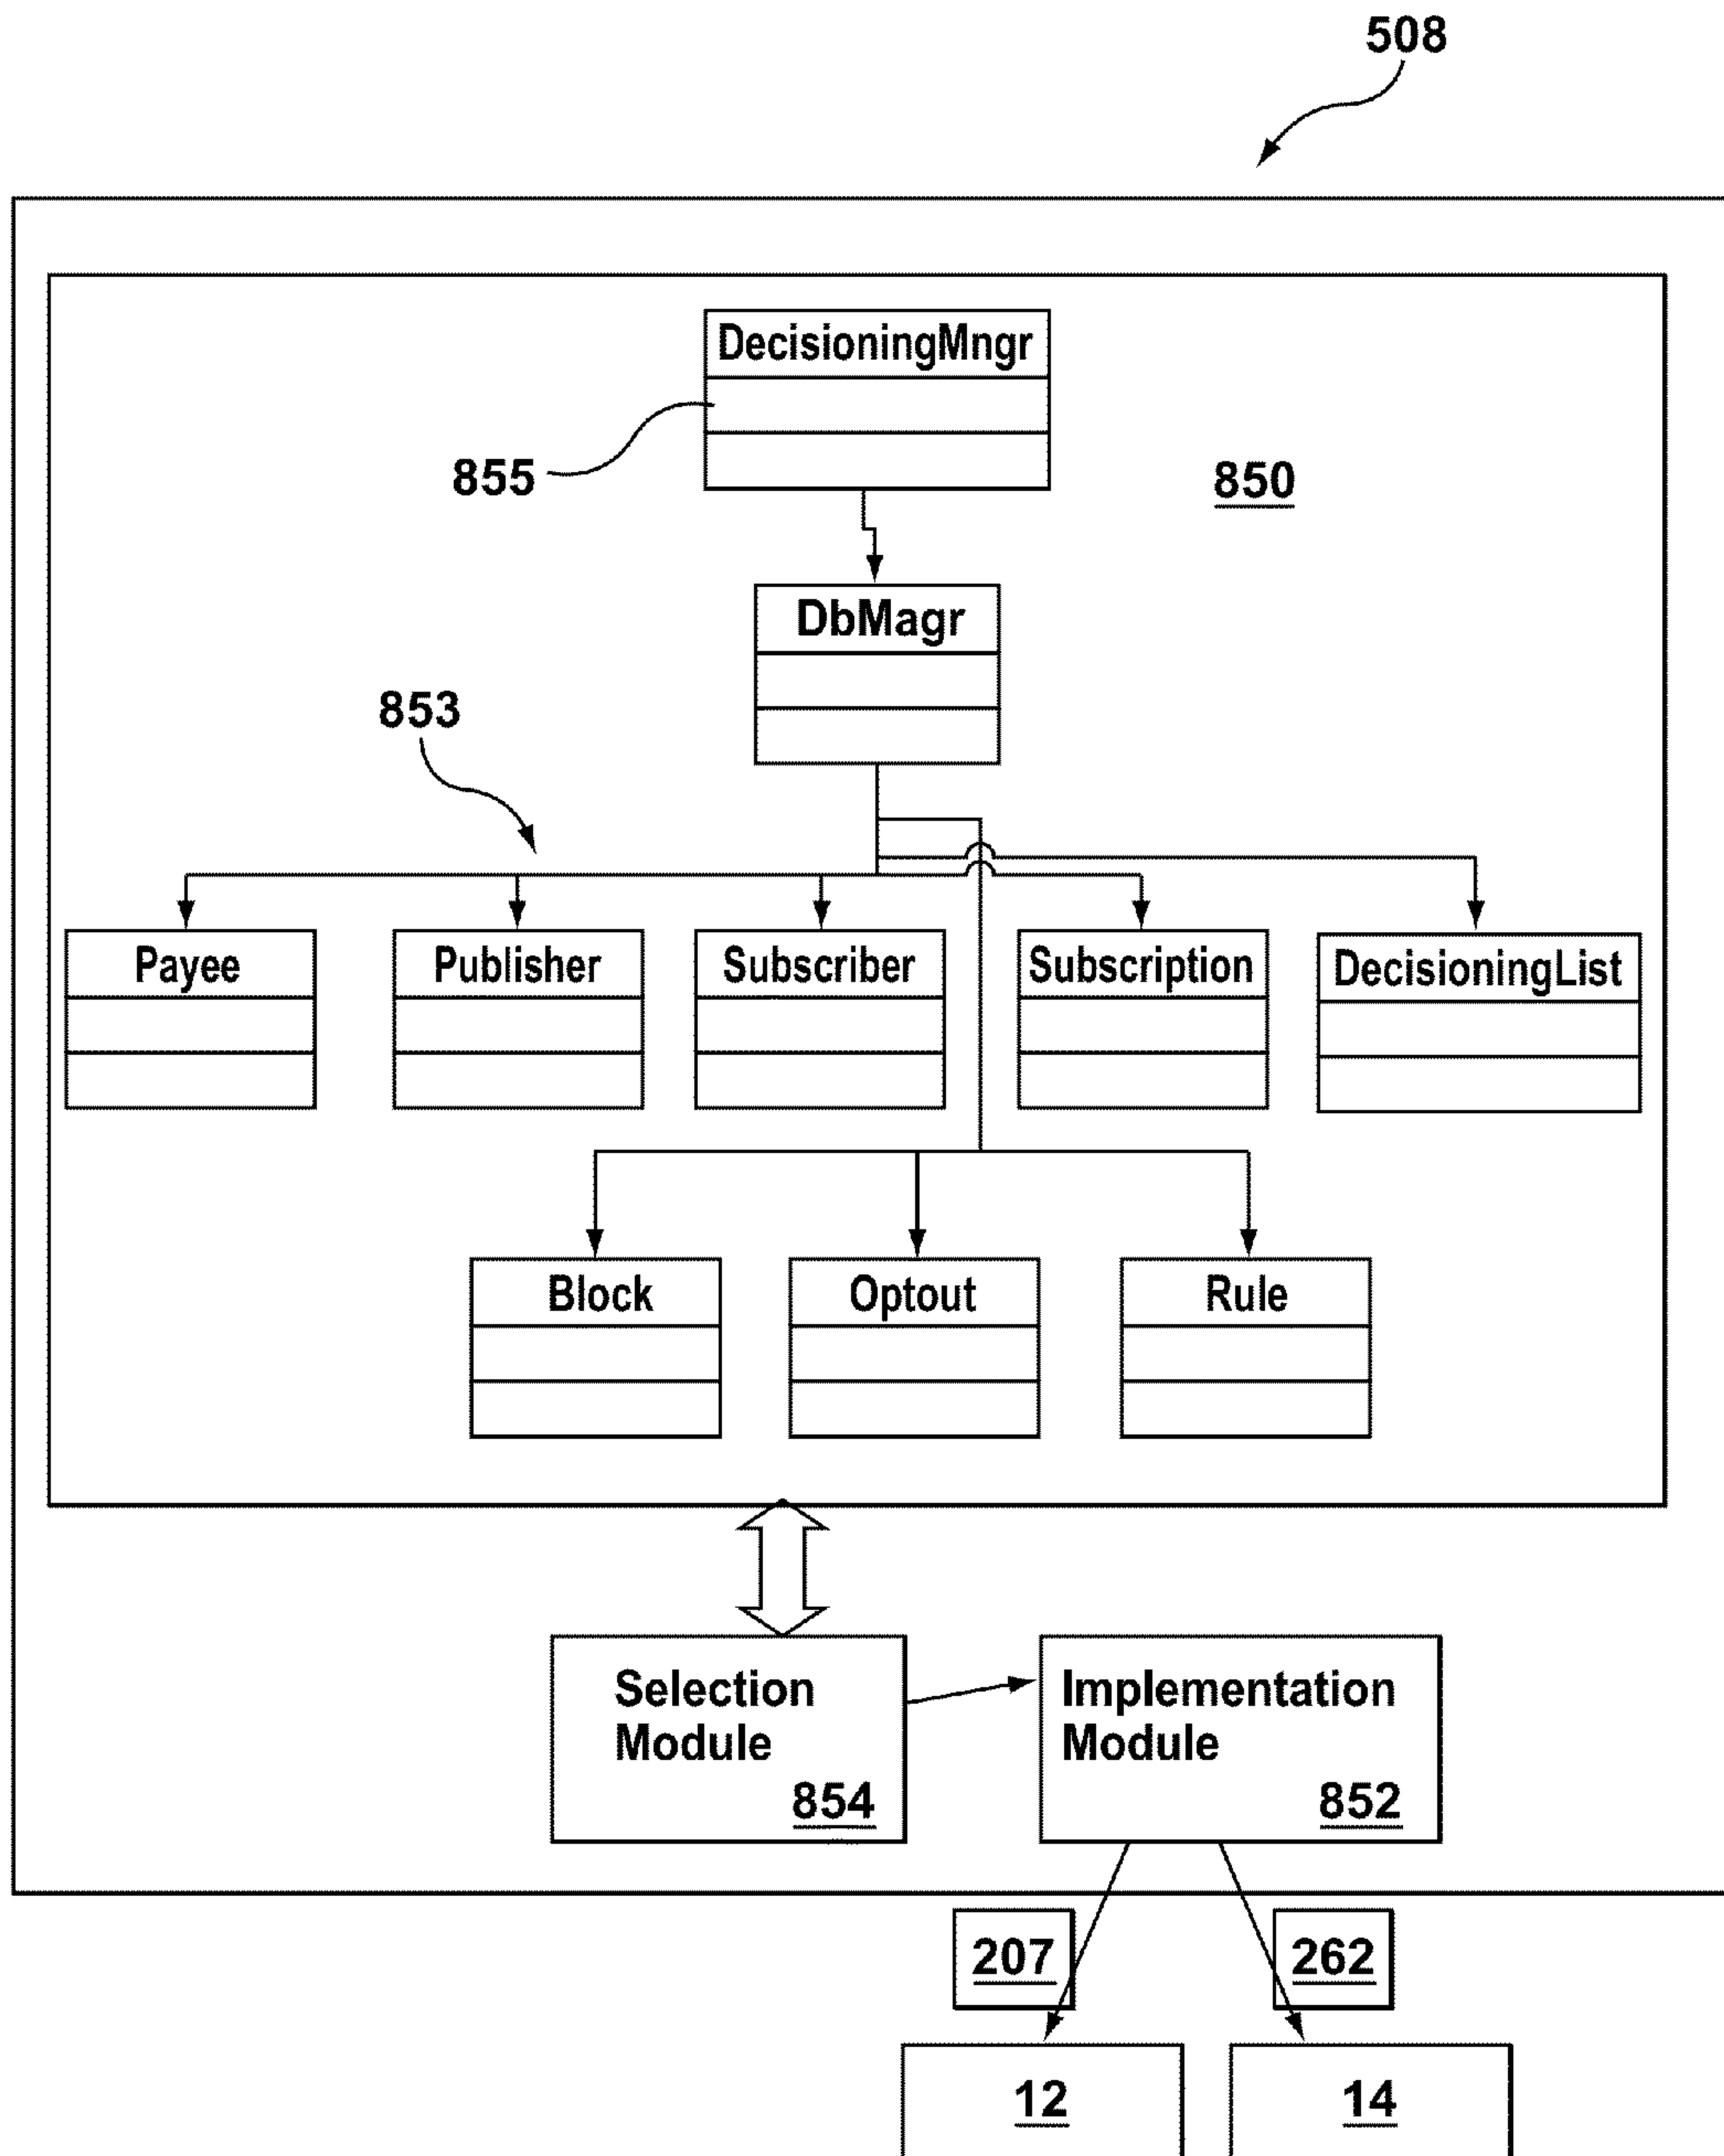 508
DecisioningMngr
855
850
DbMagr
853
Payee
Publisher
Subscriber
Subscription
DecisioningList
Block
Optout
Rule
Selection
Module
854
Implementation
Module
852
207
262
12
14